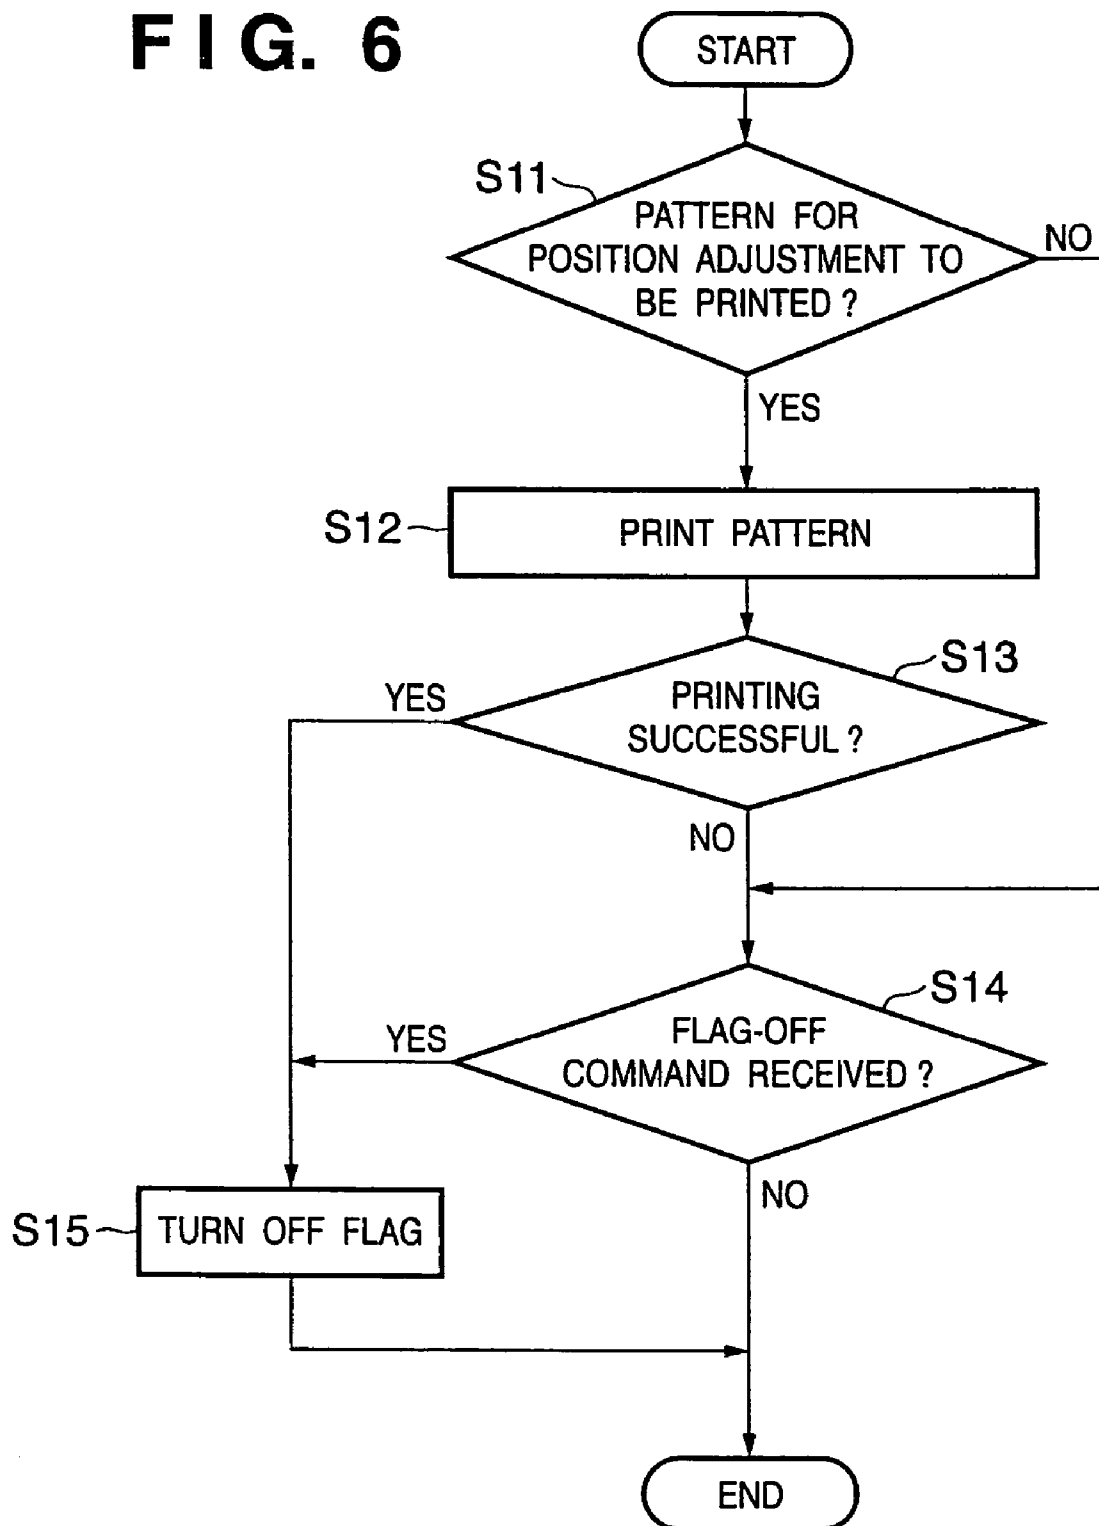 FIG. 6
START
S11
PATTERN FOR
POSITION ADJUSTMENT TO
BE PRINTED ?
NO
YES
S12
PRINT PATTERN
S13
YES
PRINTING
SUCCESSFUL ?
NO
S14
YES
FLAG-OFF
COMMAND RECEIVED ?
NO
S15
TURN OFF FLAG
END